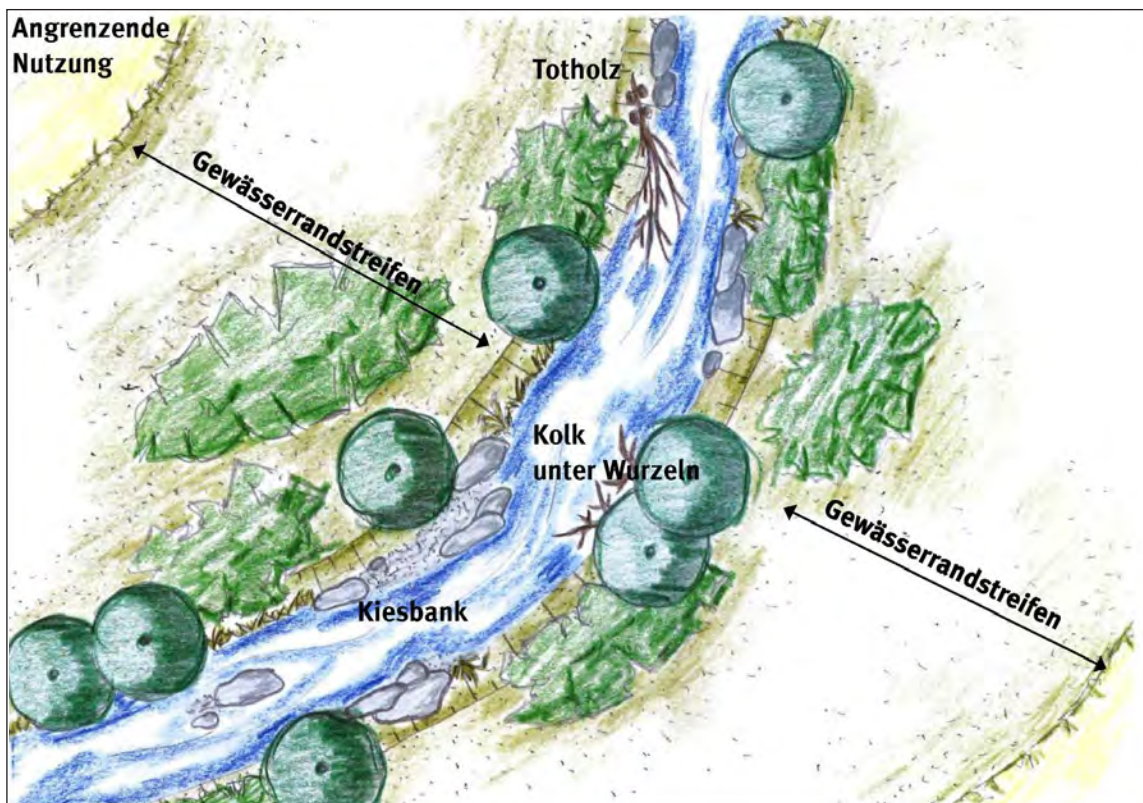 Angrenzende
Nutzung
Totholz
Gewässerrandstreifen
Kolk
unter Wurzeln
Gewässerrandstreifen
Kiesbank